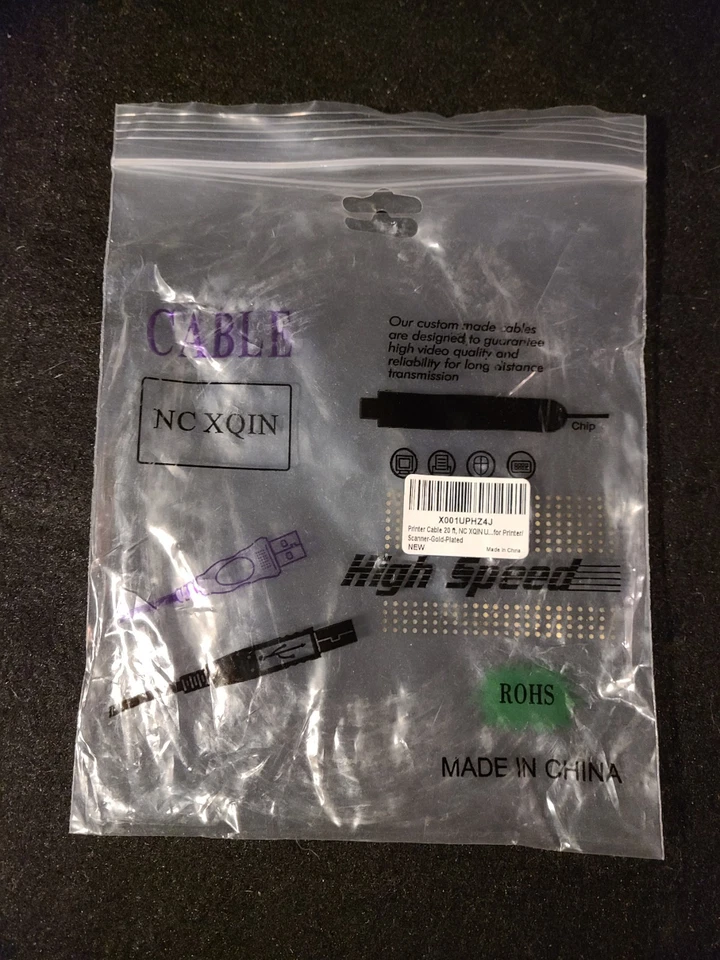 CABLE
NC XQIN
Our custom made cables
are designed to guarantee
high video quality and
reliability for long distance
transmission
Chip
X001UPHZ4J
Printer Cable 20 ft, NC XQIN U...for Printer/
Scanner-Gold-Plated
NEW
Made in China
High Speed
ROHS
MADE IN CHINA